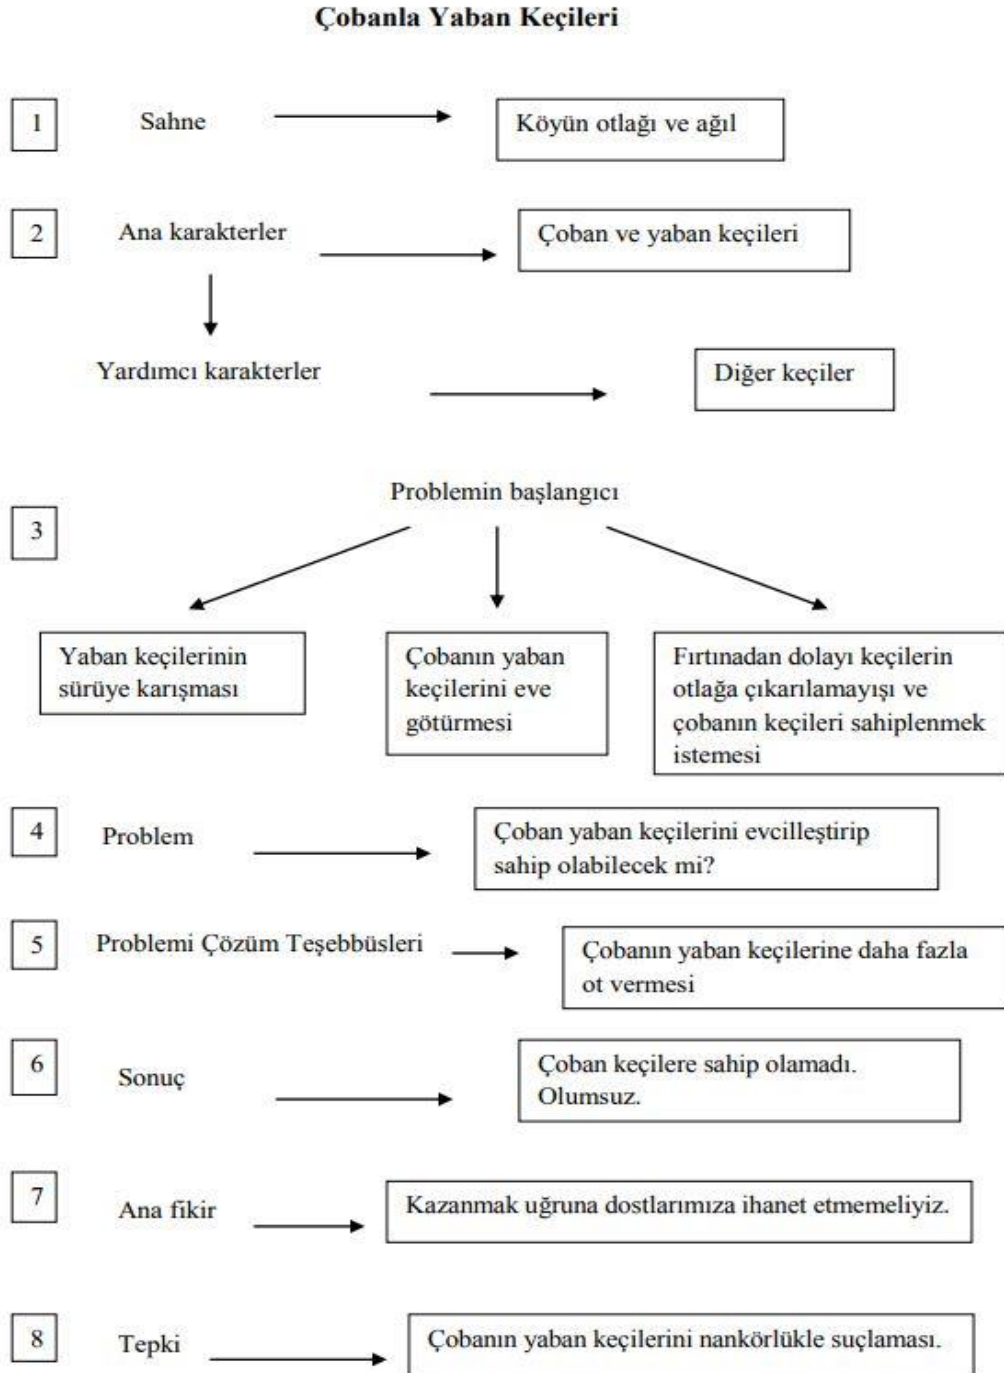 Çobanla Yaban Keçileri
1
Sahne
Köyün otlağı ve ağıl
2
Ana karakterler
Çoban ve yaban keçileri
Yardımcı karakterler
Diğer keçiler
Problemin başlangıcı
3
Yaban keçilerinin
sürüye karışması
Çobanın yaban
keçilerini eve
götürmesi
Fırtınadan dolayı keçilerin
otlağa çıkarılamayışı ve
çobanın keçileri sahiplenmek
istemesi
4
Problem
Çoban yaban keçilerini evcilleştirip
sahip olabilecek mi?
5
Problemi Çözüm Teşebbüsleri
Çobanın yaban keçilerine daha fazla
ot vermesi
6
Sonuç
Çoban keçilere sahip olamadı.
Olumsuz.
7
Ana fikir
Kazanmak uğruna dostlarımıza ihanet etmemeliyiz.
8
Tepki
Çobanın yaban keçilerini nankörlükle suçlaması.